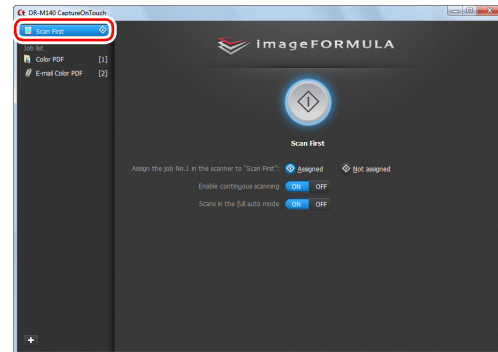 Ct DR-M140 CaptureOnTouch
Scan First
Job list
Color PDF [1]
E-mail Color PDF [2]
imageFORMULA
Scan First
Assign the Job No.1 in the scanner to "Scan First": Assigned Not assigned
Enable continuous scanning ON OFF
Scans in the full auto mode ON OFF